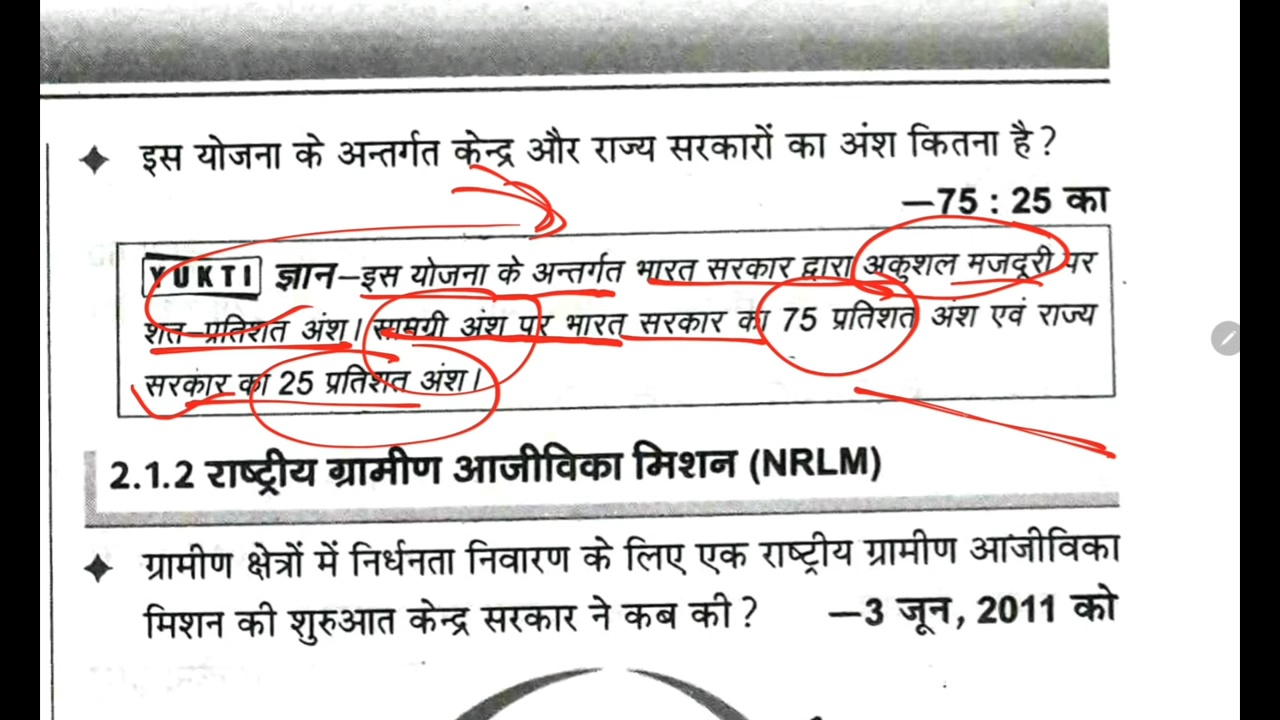 इस योजना के अन्तर्गत केन्द्र और राज्य सरकारों का अंश कितना है?
—75 : 25 का
YUKTI ज्ञान–इस योजना के अन्तर्गत भारत सरकार द्वारा अकुशल मजदूरी पर
शत-प्रतिशत अंश। सामग्री अंश पर भारत सरकार का 75 प्रतिशत अंश एवं राज्य
सरकार का 25 प्रतिशत अंश।
2.1.2 राष्ट्रीय ग्रामीण आजीविका मिशन (NRLM)
ग्रामीण क्षेत्रों में निर्धनता निवारण के लिए एक राष्ट्रीय ग्रामीण आजीविका
मिशन की शुरुआत केन्द्र सरकार ने कब की? —3 जून, 2011 को